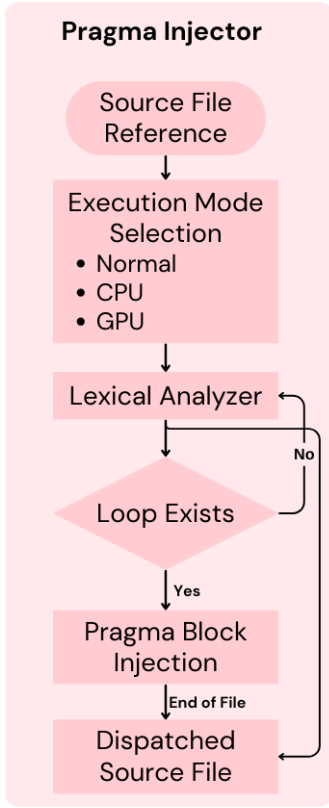 Pragma Injector
Source File
Reference
Execution Mode
Selection
• Normal
• CPU
• GPU
Lexical Analyzer
No
Loop Exists
Yes
Pragma Block
Injection
End of File
Dispatched
Source File